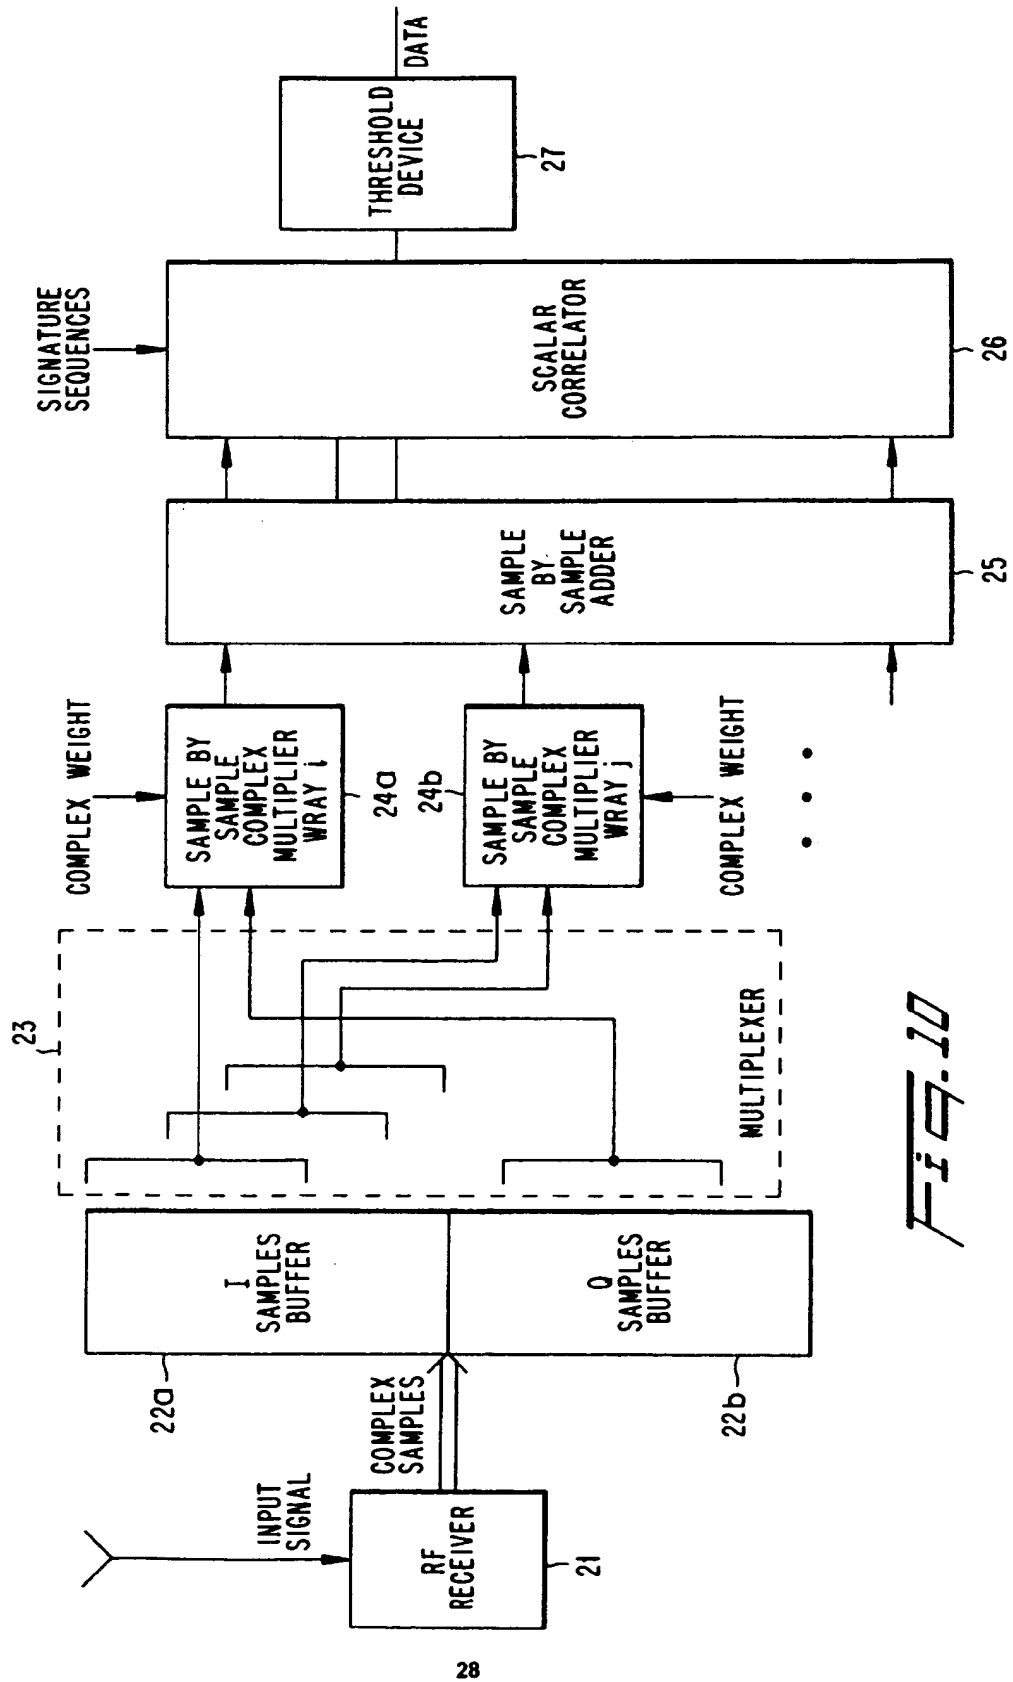 INPUT
SIGNAL
RF
RECEIVER
21
COMPLEX
SAMPLES
22a
I
SAMPLES
BUFFER
Q
SAMPLES
BUFFER
22b
23
MULTIPLEXER
COMPLEX WEIGHT
SAMPLE BY
SAMPLE
COMPLEX
MULTIPLIER
WRAY i
24a
24b
SAMPLE BY
SAMPLE
COMPLEX
MULTIPLIER
WRAY j
COMPLEX WEIGHT
SAMPLE
BY
SAMPLE
ADDER
25
SIGNATURE
SEQUENCES
SCALAR
CORRELATOR
26
THRESHOLD
DEVICE
27
DATA
Fig. 10
28